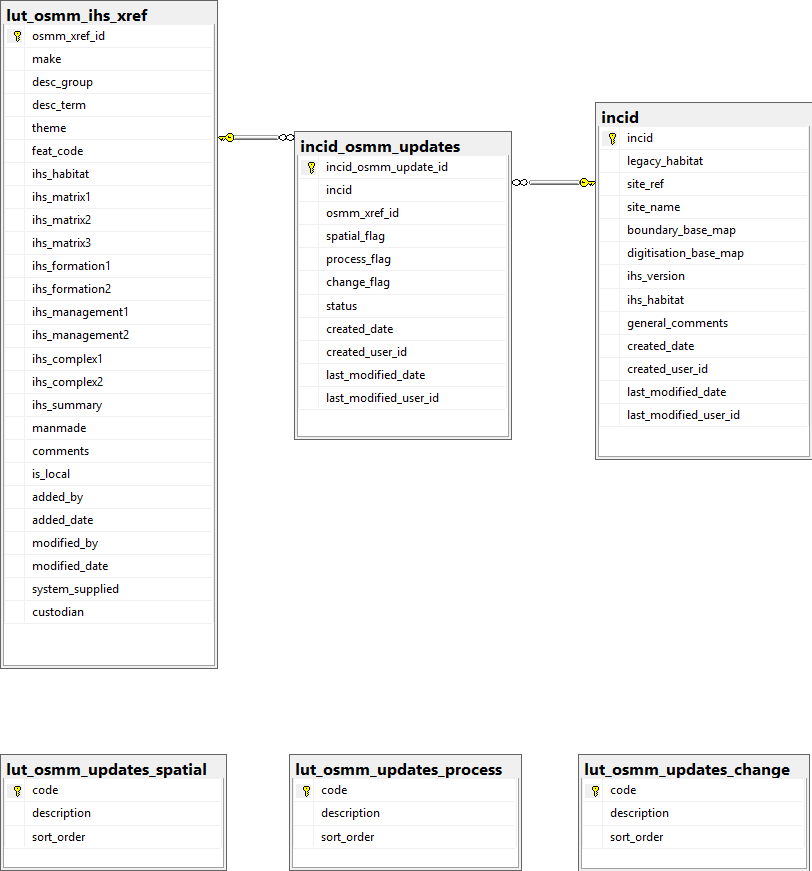 lut_osmm_ihs_xref
osmm_xref_id
make
desc_group
desc_term
theme
feat_code
ihs_habitat
ihs_matrix1
ihs_matrix2
ihs_matrix3
ihs_formation1
ihs_formation2
ihs_management1
ihs_management2
ihs_complex1
ihs_complex2
ihs_summary
manmade
comments
is_local
added_by
added_date
modified_by
modified_date
system_supplied
custodian
incid_osmm_updates
incid_osmm_update_id
incid
osmm_xref_id
spatial_flag
process_flag
change_flag
status
created_date
created_user_id
last_modified_date
last_modified_user_id
incid
incid
legacy_habitat
site_ref
site_name
boundary_base_map
digitisation_base_map
ihs_version
ihs_habitat
general_comments
created_date
created_user_id
last_modified_date
last_modified_user_id
lut_osmm_updates_spatial
code
description
sort_order
lut_osmm_updates_process
code
description
sort_order
lut_osmm_updates_change
code
description
sort_order